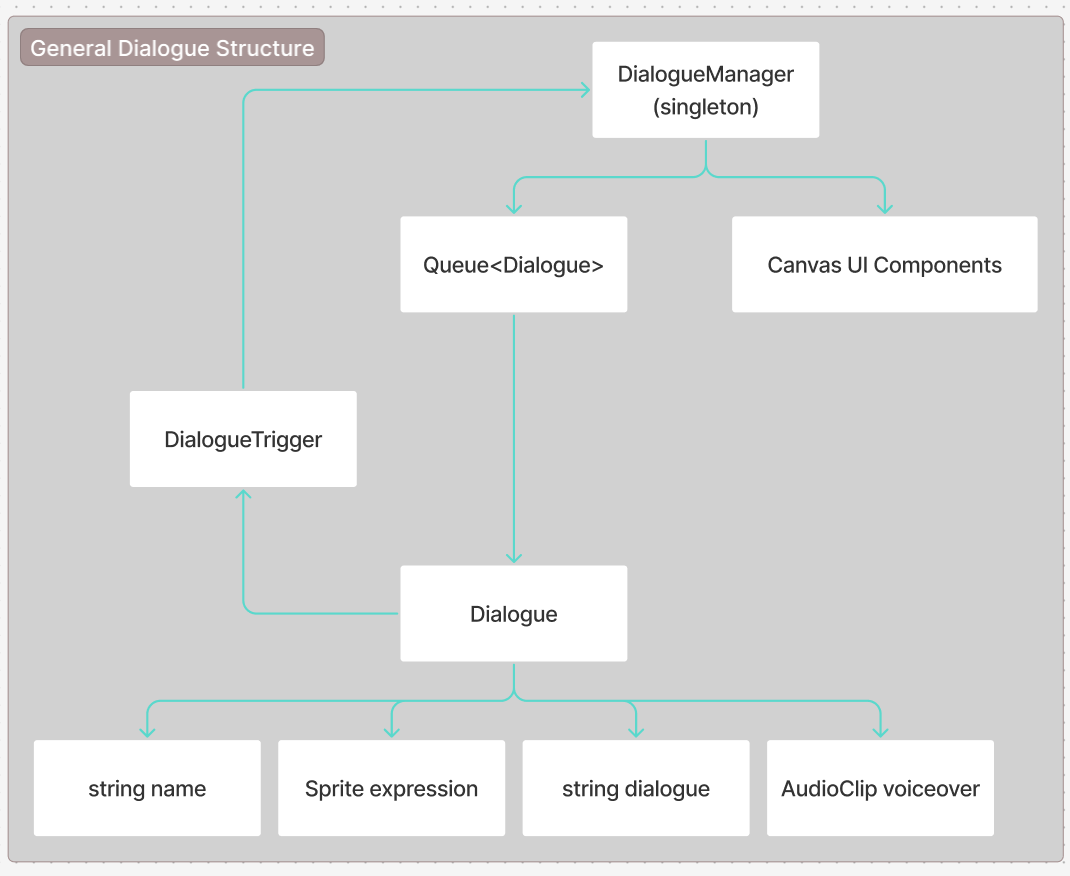 General Dialogue Structure
DialogueManager
(singleton)
Queue<Dialogue>
Canvas UI Components
DialogueTrigger
Dialogue
string name
Sprite expression
string dialogue
AudioClip voiceover